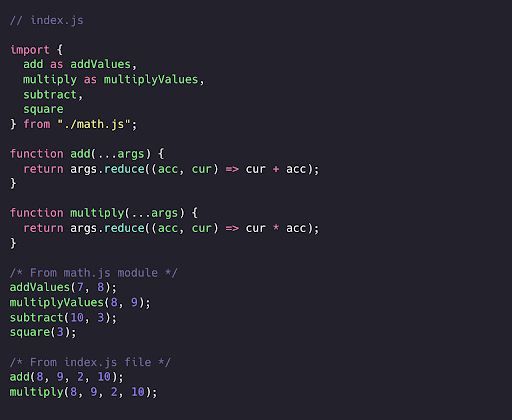 // index.js

import {
  add as addValues,
  multiply as multiplyValues,
  subtract,
  square
} from "./math.js";

function add(...args) {
  return args.reduce((acc, cur) => cur + acc);
}

function multiply(...args) {
  return args.reduce((acc, cur) => cur * acc);
}

/* From math.js module */
addValues(7, 8);
multiplyValues(8, 9);
subtract(10, 3);
square(3);

/* From index.js file */
add(8, 9, 2, 10);
multiply(8, 9, 2, 10);